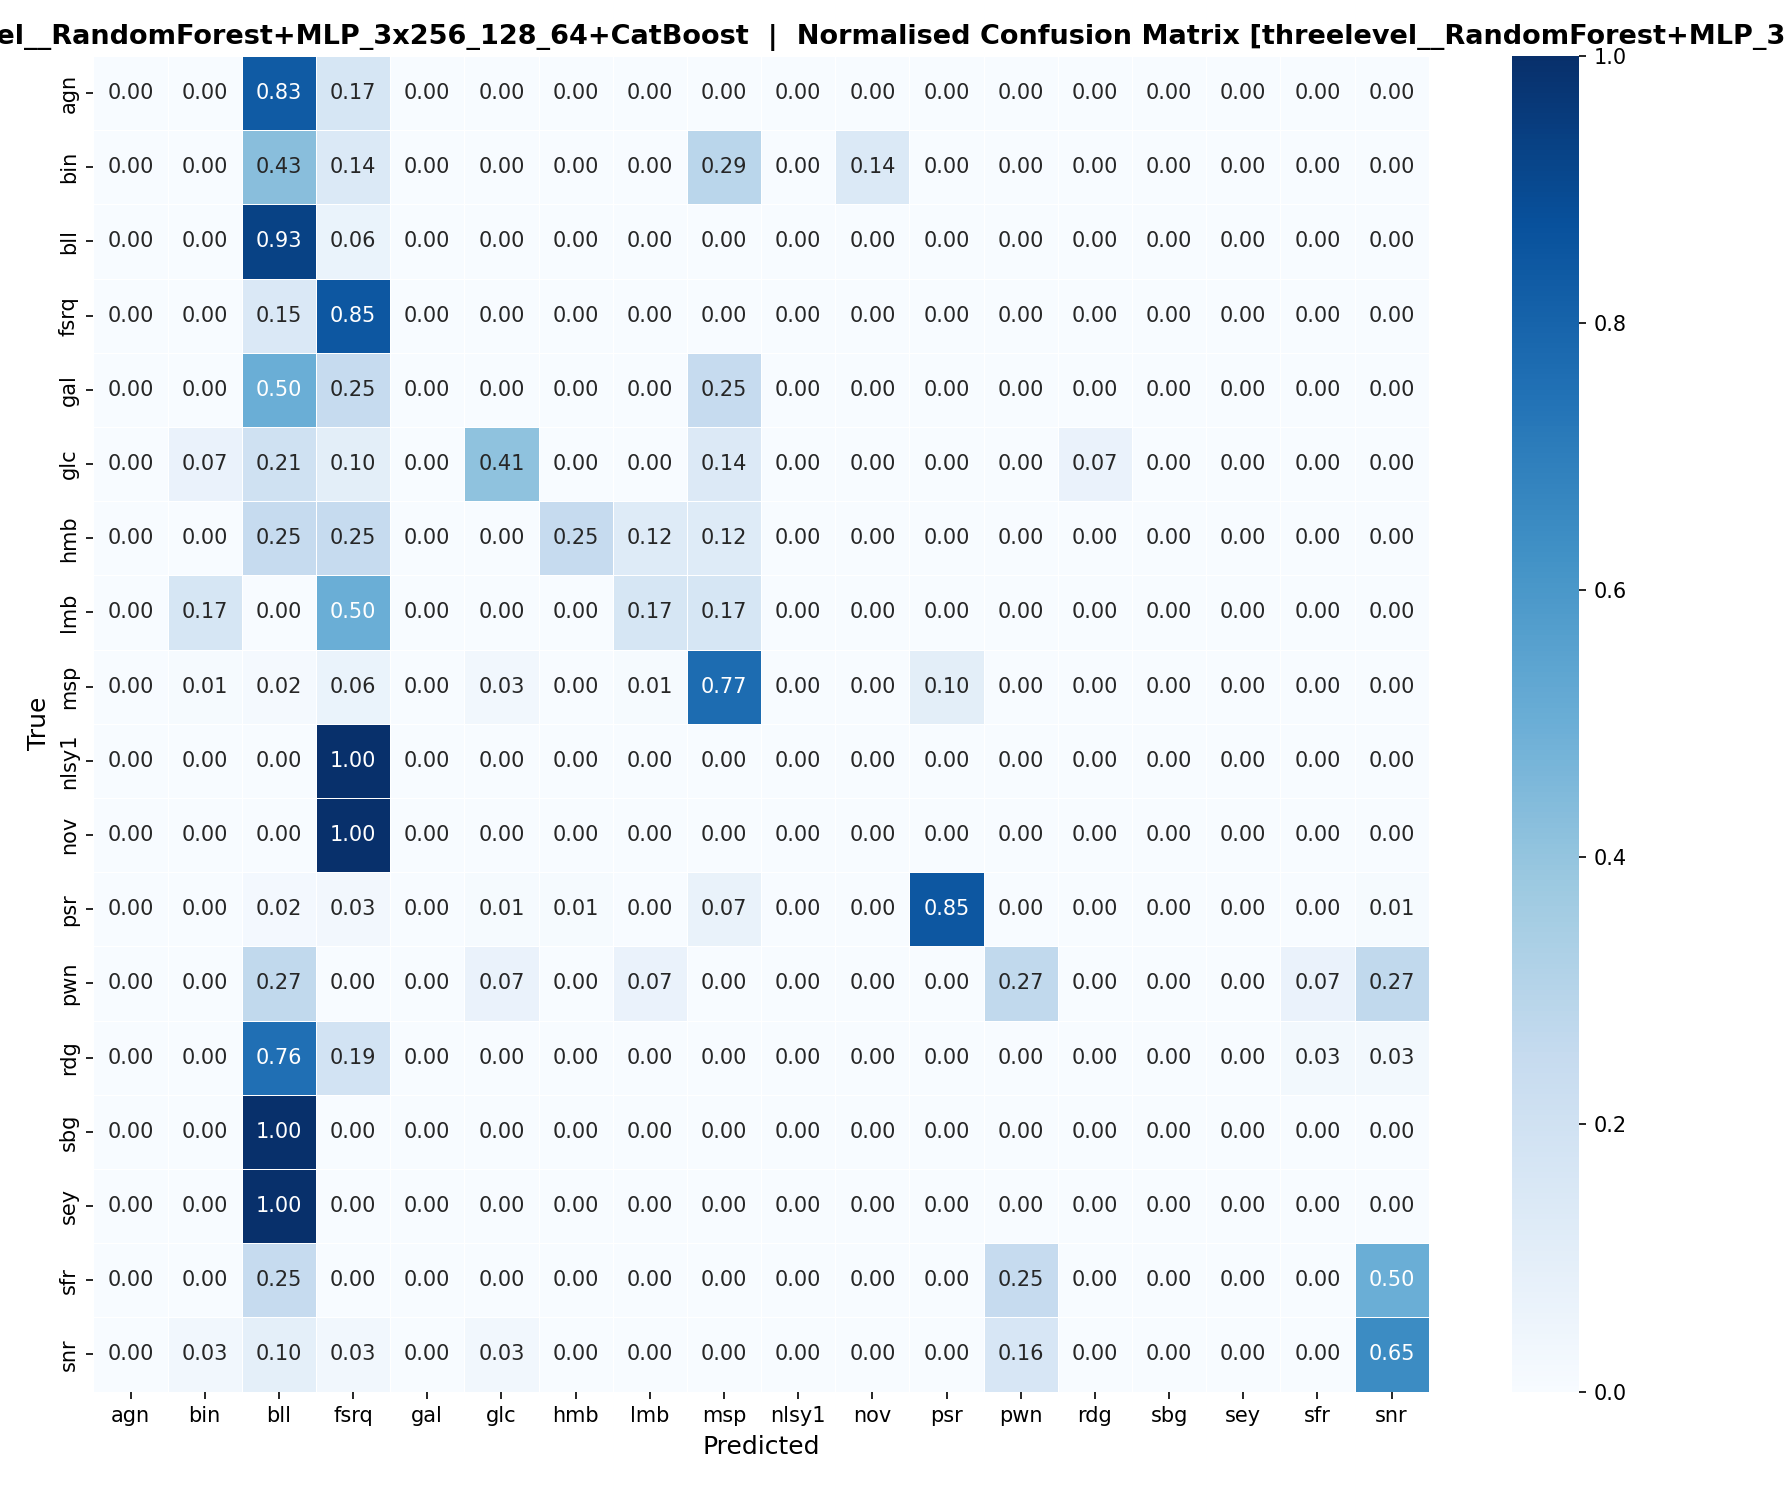 el__RandomForest+MLP_3x256_128_64+CatBoost | Normalised Confusion Matrix [threelevel__RandomForest+MLP_3
agn 0.00 0.00 0.83 0.17 0.00 0.00 0.00 0.00 0.00 0.00 0.00 0.00 0.00 0.00 0.00 0.00 0.00 0.00
bin 0.00 0.00 0.43 0.14 0.00 0.00 0.00 0.00 0.29 0.00 0.14 0.00 0.00 0.00 0.00 0.00 0.00 0.00
bll 0.00 0.00 0.93 0.06 0.00 0.00 0.00 0.00 0.00 0.00 0.00 0.00 0.00 0.00 0.00 0.00 0.00 0.00
fsrq 0.00 0.00 0.15 0.85 0.00 0.00 0.00 0.00 0.00 0.00 0.00 0.00 0.00 0.00 0.00 0.00 0.00 0.00
gal 0.00 0.00 0.50 0.25 0.00 0.00 0.00 0.00 0.25 0.00 0.00 0.00 0.00 0.00 0.00 0.00 0.00 0.00
glc 0.00 0.07 0.21 0.10 0.00 0.41 0.00 0.00 0.14 0.00 0.00 0.00 0.00 0.07 0.00 0.00 0.00 0.00
hmb 0.00 0.00 0.25 0.25 0.00 0.00 0.25 0.12 0.12 0.00 0.00 0.00 0.00 0.00 0.00 0.00 0.00 0.00
lmb 0.00 0.17 0.00 0.50 0.00 0.00 0.00 0.17 0.17 0.00 0.00 0.00 0.00 0.00 0.00 0.00 0.00 0.00
msp 0.00 0.01 0.02 0.06 0.00 0.03 0.00 0.01 0.77 0.00 0.00 0.10 0.00 0.00 0.00 0.00 0.00 0.00
nlsy1 0.00 0.00 0.00 1.00 0.00 0.00 0.00 0.00 0.00 0.00 0.00 0.00 0.00 0.00 0.00 0.00 0.00 0.00
nov 0.00 0.00 0.00 1.00 0.00 0.00 0.00 0.00 0.00 0.00 0.00 0.00 0.00 0.00 0.00 0.00 0.00 0.00
psr 0.00 0.00 0.02 0.03 0.00 0.01 0.01 0.00 0.07 0.00 0.00 0.85 0.00 0.00 0.00 0.00 0.00 0.01
pwn 0.00 0.00 0.27 0.00 0.00 0.07 0.00 0.07 0.00 0.00 0.00 0.00 0.27 0.00 0.00 0.00 0.07 0.27
rdg 0.00 0.00 0.76 0.19 0.00 0.00 0.00 0.00 0.00 0.00 0.00 0.00 0.00 0.00 0.00 0.00 0.03 0.03
sbg 0.00 0.00 1.00 0.00 0.00 0.00 0.00 0.00 0.00 0.00 0.00 0.00 0.00 0.00 0.00 0.00 0.00 0.00
sey 0.00 0.00 1.00 0.00 0.00 0.00 0.00 0.00 0.00 0.00 0.00 0.00 0.00 0.00 0.00 0.00 0.00 0.00
sfr 0.00 0.00 0.25 0.00 0.00 0.00 0.00 0.00 0.00 0.00 0.00 0.00 0.25 0.00 0.00 0.00 0.00 0.50
snr 0.00 0.03 0.10 0.03 0.00 0.03 0.00 0.00 0.00 0.00 0.00 0.00 0.16 0.00 0.00 0.00 0.00 0.65
agn bin bll fsrq gal glc hmb lmb msp nlsy1 nov psr pwn rdg sbg sey sfr snr
Predicted
True
1.0
0.8
0.6
0.4
0.2
0.0